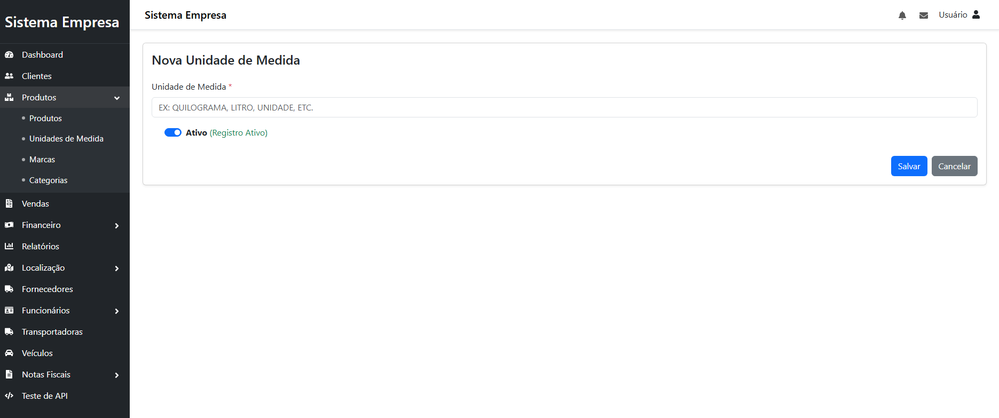 Sistema Empresa
Dashboard
Clientes
Produtos
Produtos
Unidades de Medida
Marcas
Categorias
Vendas
Financeiro
Relatórios
Localização
Fornecedores
Funcionários
Transportadoras
Veículos
Notas Fiscais
Teste de API
Sistema Empresa
Usuário
Nova Unidade de Medida
Unidade de Medida *
EX: QUILOGRAMA, LITRO, UNIDADE, ETC.
Ativo (Registro Ativo)
Salvar Cancelar